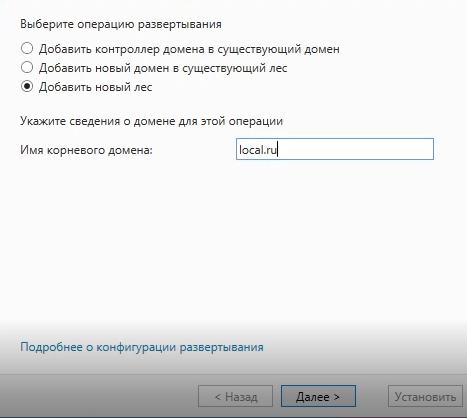 Выберите операцию развертывания
Добавить контроллер домена в существующий домен
Добавить новый домен в существующий лес
Добавить новый лес
Укажите сведения о домене для этой операции
Имя корневого домена: local.ru
Подробнее о конфигурации развертывания
< Назад Далее > Установить